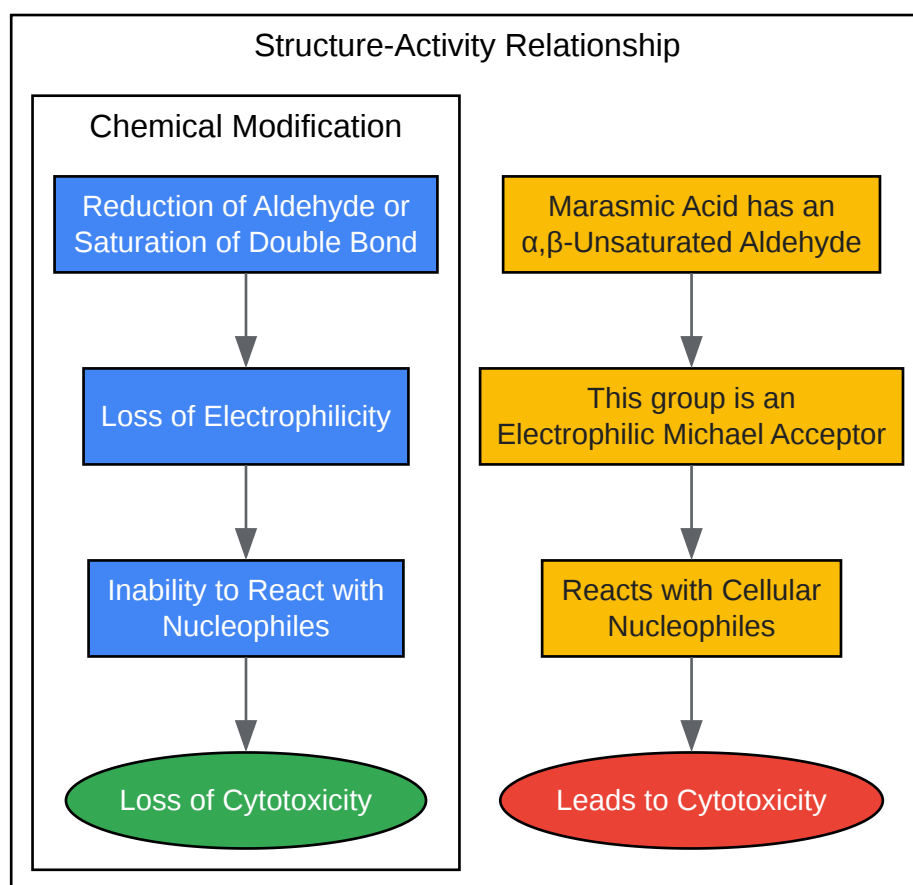 Structure-Activity Relationship
Chemical Modification
Reduction of Aldehyde or
Saturation of Double Bond
Loss of Electrophilicity
Inability to React with
Nucleophiles
Loss of Cytotoxicity
Marasmic Acid has an
α,β-Unsaturated Aldehyde
This group is an
Electrophilic Michael Acceptor
Reacts with Cellular
Nucleophiles
Leads to Cytotoxicity